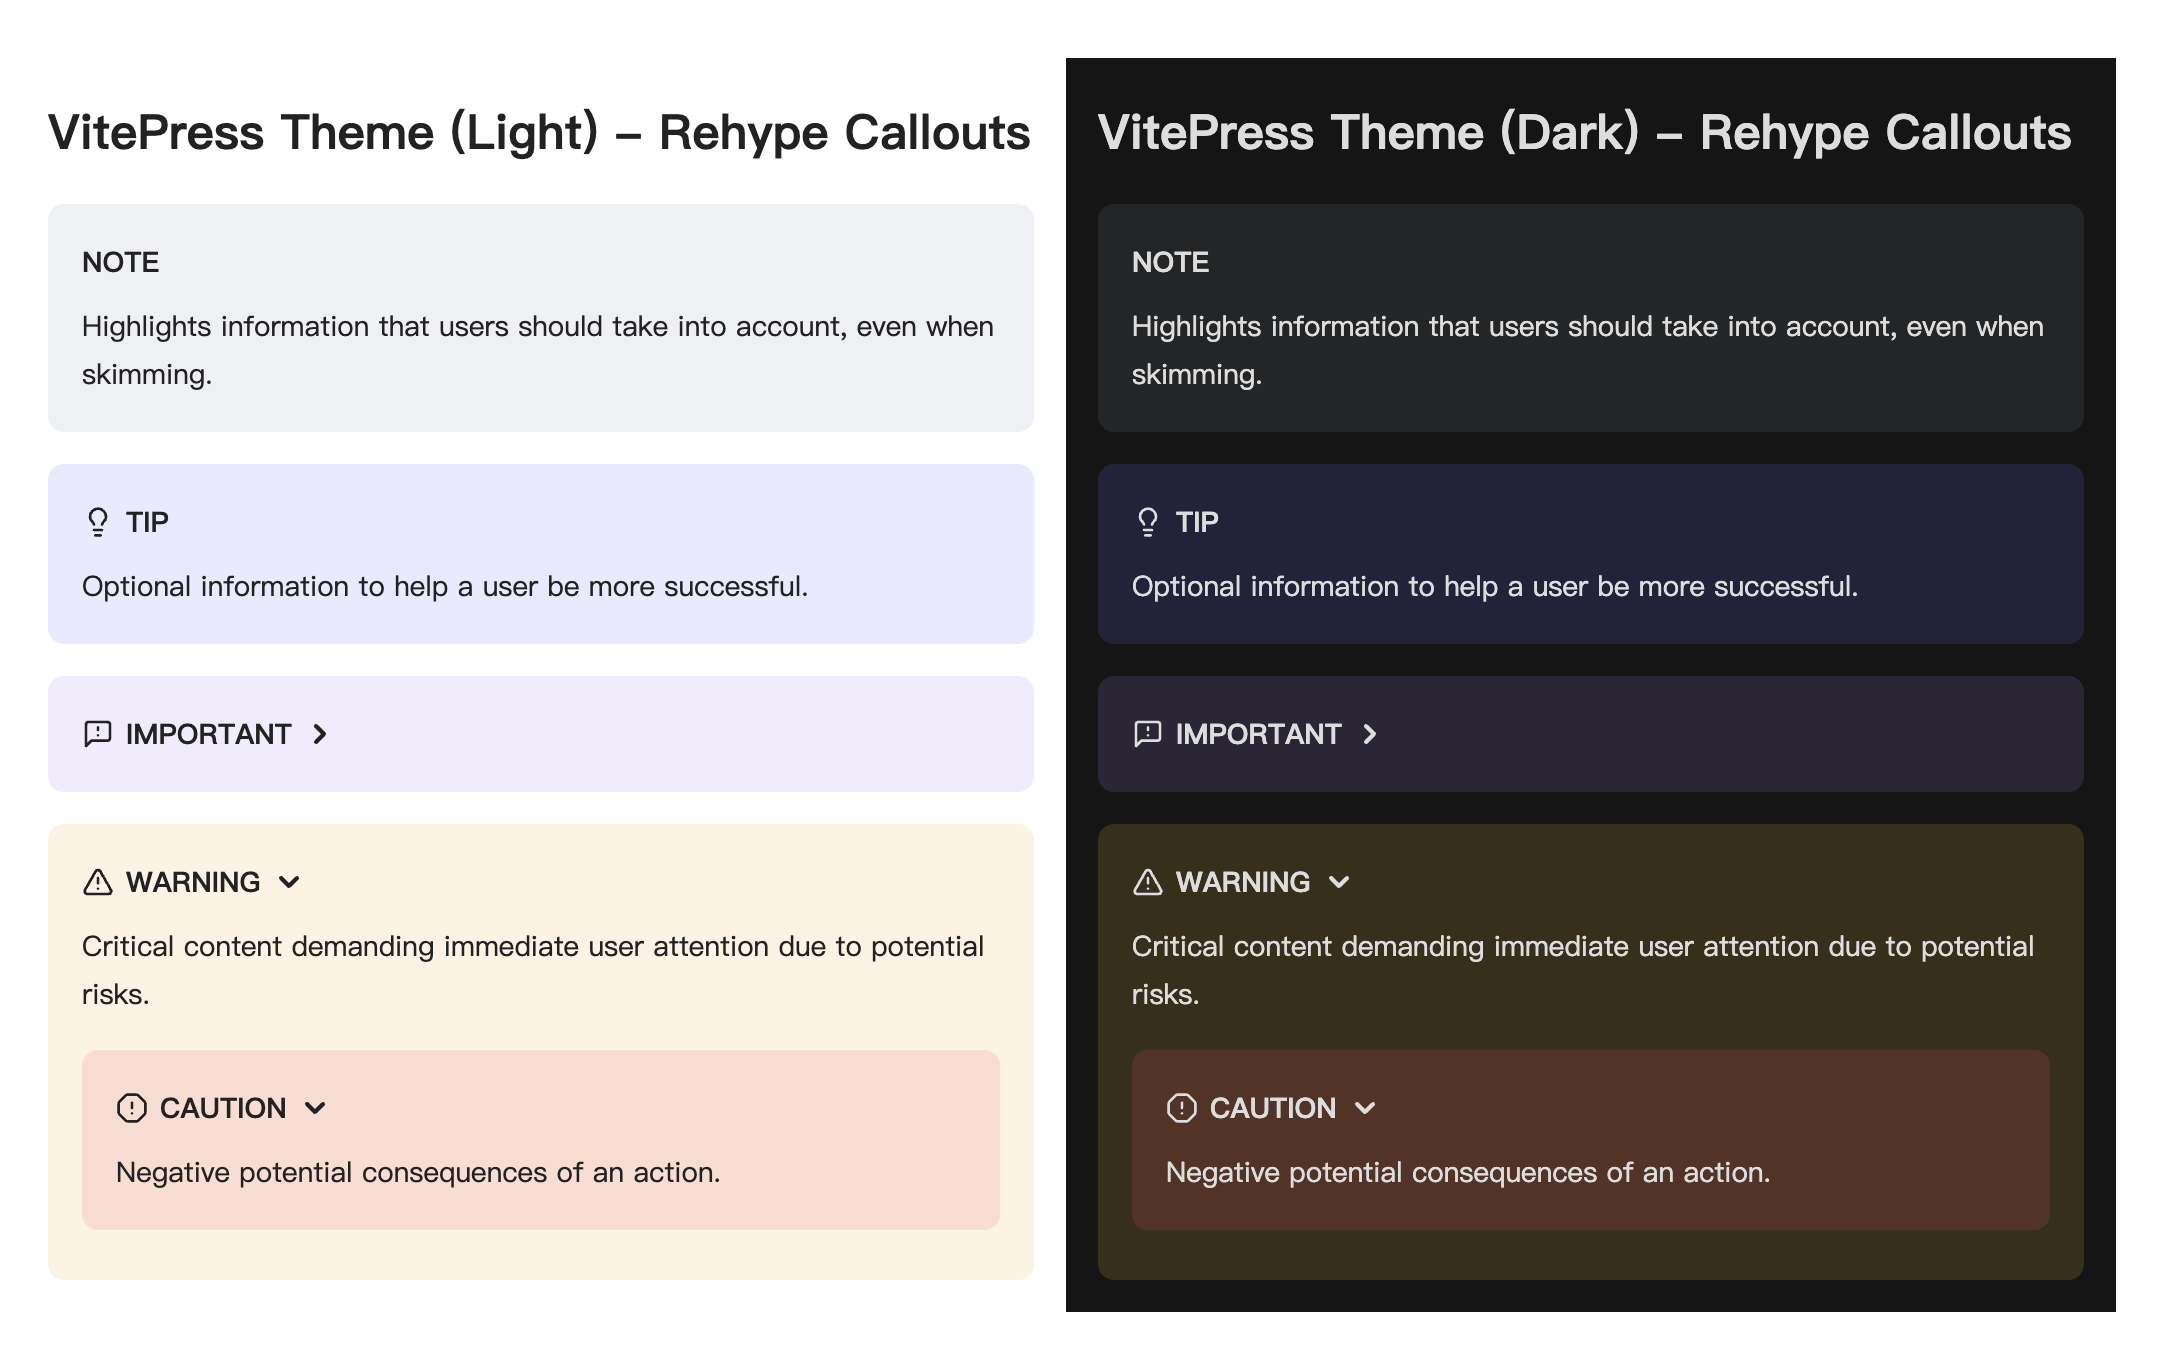 VitePress Theme (Light) – Rehype Callouts
NOTE
Highlights information that users should take into account, even when
skimming.
TIP
Optional information to help a user be more successful.
IMPORTANT
WARNING
Critical content demanding immediate user attention due to potential
risks.
CAUTION
Negative potential consequences of an action.
VitePress Theme (Dark) – Rehype Callouts
NOTE
Highlights information that users should take into account, even when
skimming.
TIP
Optional information to help a user be more successful.
IMPORTANT
WARNING
Critical content demanding immediate user attention due to potential
risks.
CAUTION
Negative potential consequences of an action.